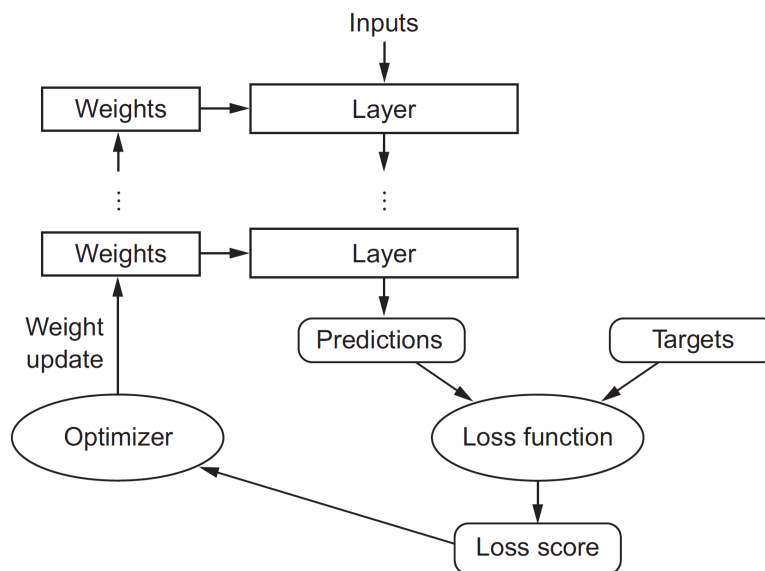 Inputs
Weights
Layer
⋮
⋮
Weights
Layer
Weight
update
Predictions
Targets
Optimizer
Loss function
Loss score